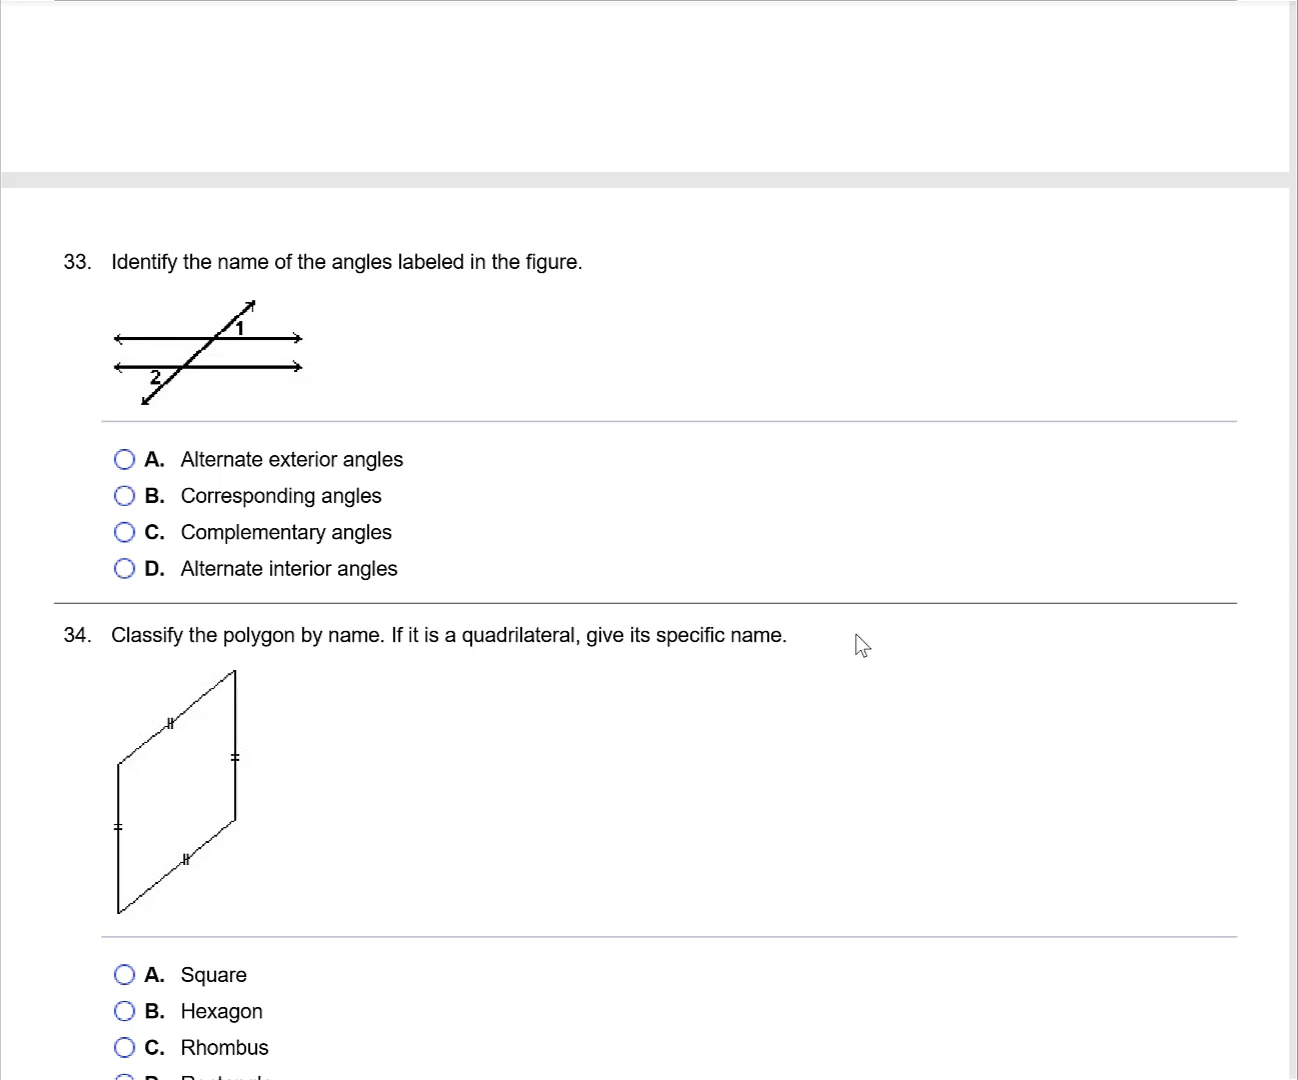 33. Identify the name of the angles labeled in the figure.
1
2
A. Alternate exterior angles
B. Corresponding angles
C. Complementary angles
D. Alternate interior angles
34. Classify the polygon by name. If it is a quadrilateral, give its specific name.
A. Square
B. Hexagon
C. Rhombus